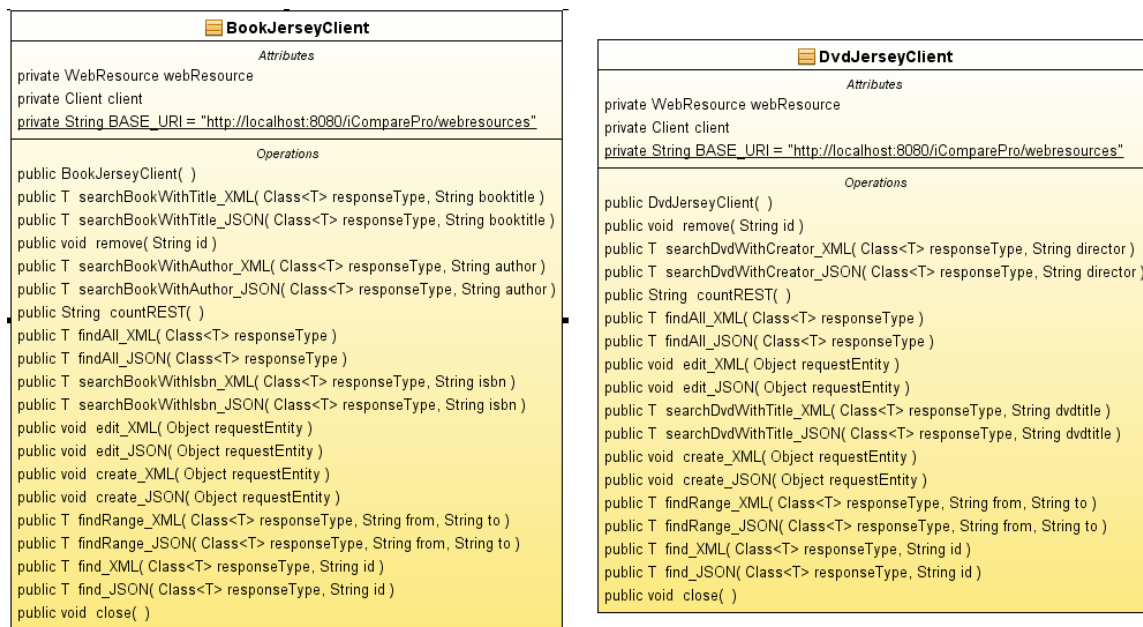 BookJerseyClient
Attributes
private WebResource webResource
private Client client
private String BASE_URI = "http://localhost:8080/iComparePro/webresources"
Operations
public BookJerseyClient( )
public T searchBookWithTitle_XML( Class<T> responseType, String booktitle )
public T searchBookWithTitle_JSON( Class<T> responseType, String booktitle )
public void remove( String id )
public T searchBookWithAuthor_XML( Class<T> responseType, String author )
public T searchBookWithAuthor_JSON( Class<T> responseType, String author )
public String countREST( )
public T findAll_XML( Class<T> responseType )
public T findAll_JSON( Class<T> responseType )
public T searchBookWithIsbn_XML( Class<T> responseType, String isbn )
public T searchBookWithIsbn_JSON( Class<T> responseType, String isbn )
public void edit_XML( Object requestEntity )
public void edit_JSON( Object requestEntity )
public void create_XML( Object requestEntity )
public void create_JSON( Object requestEntity )
public T findRange_XML( Class<T> responseType, String from, String to )
public T findRange_JSON( Class<T> responseType, String from, String to )
public T find_XML( Class<T> responseType, String id )
public T find_JSON( Class<T> responseType, String id )
public void close( )
DvdJerseyClient
Attributes
private WebResource webResource
private Client client
private String BASE_URI = "http://localhost:8080/iComparePro/webresources"
Operations
public DvdJerseyClient( )
public void remove( String id )
public T searchDvdWithCreator_XML( Class<T> responseType, String director )
public T searchDvdWithCreator_JSON( Class<T> responseType, String director )
public String countREST( )
public T findAll_XML( Class<T> responseType )
public T findAll_JSON( Class<T> responseType )
public void edit_XML( Object requestEntity )
public void edit_JSON( Object requestEntity )
public T searchDvdWithTitle_XML( Class<T> responseType, String dvdtitle )
public T searchDvdWithTitle_JSON( Class<T> responseType, String dvdtitle )
public void create_XML( Object requestEntity )
public void create_JSON( Object requestEntity )
public T findRange_XML( Class<T> responseType, String from, String to )
public T findRange_JSON( Class<T> responseType, String from, String to )
public T find_XML( Class<T> responseType, String id )
public T find_JSON( Class<T> responseType, String id )
public void close( )